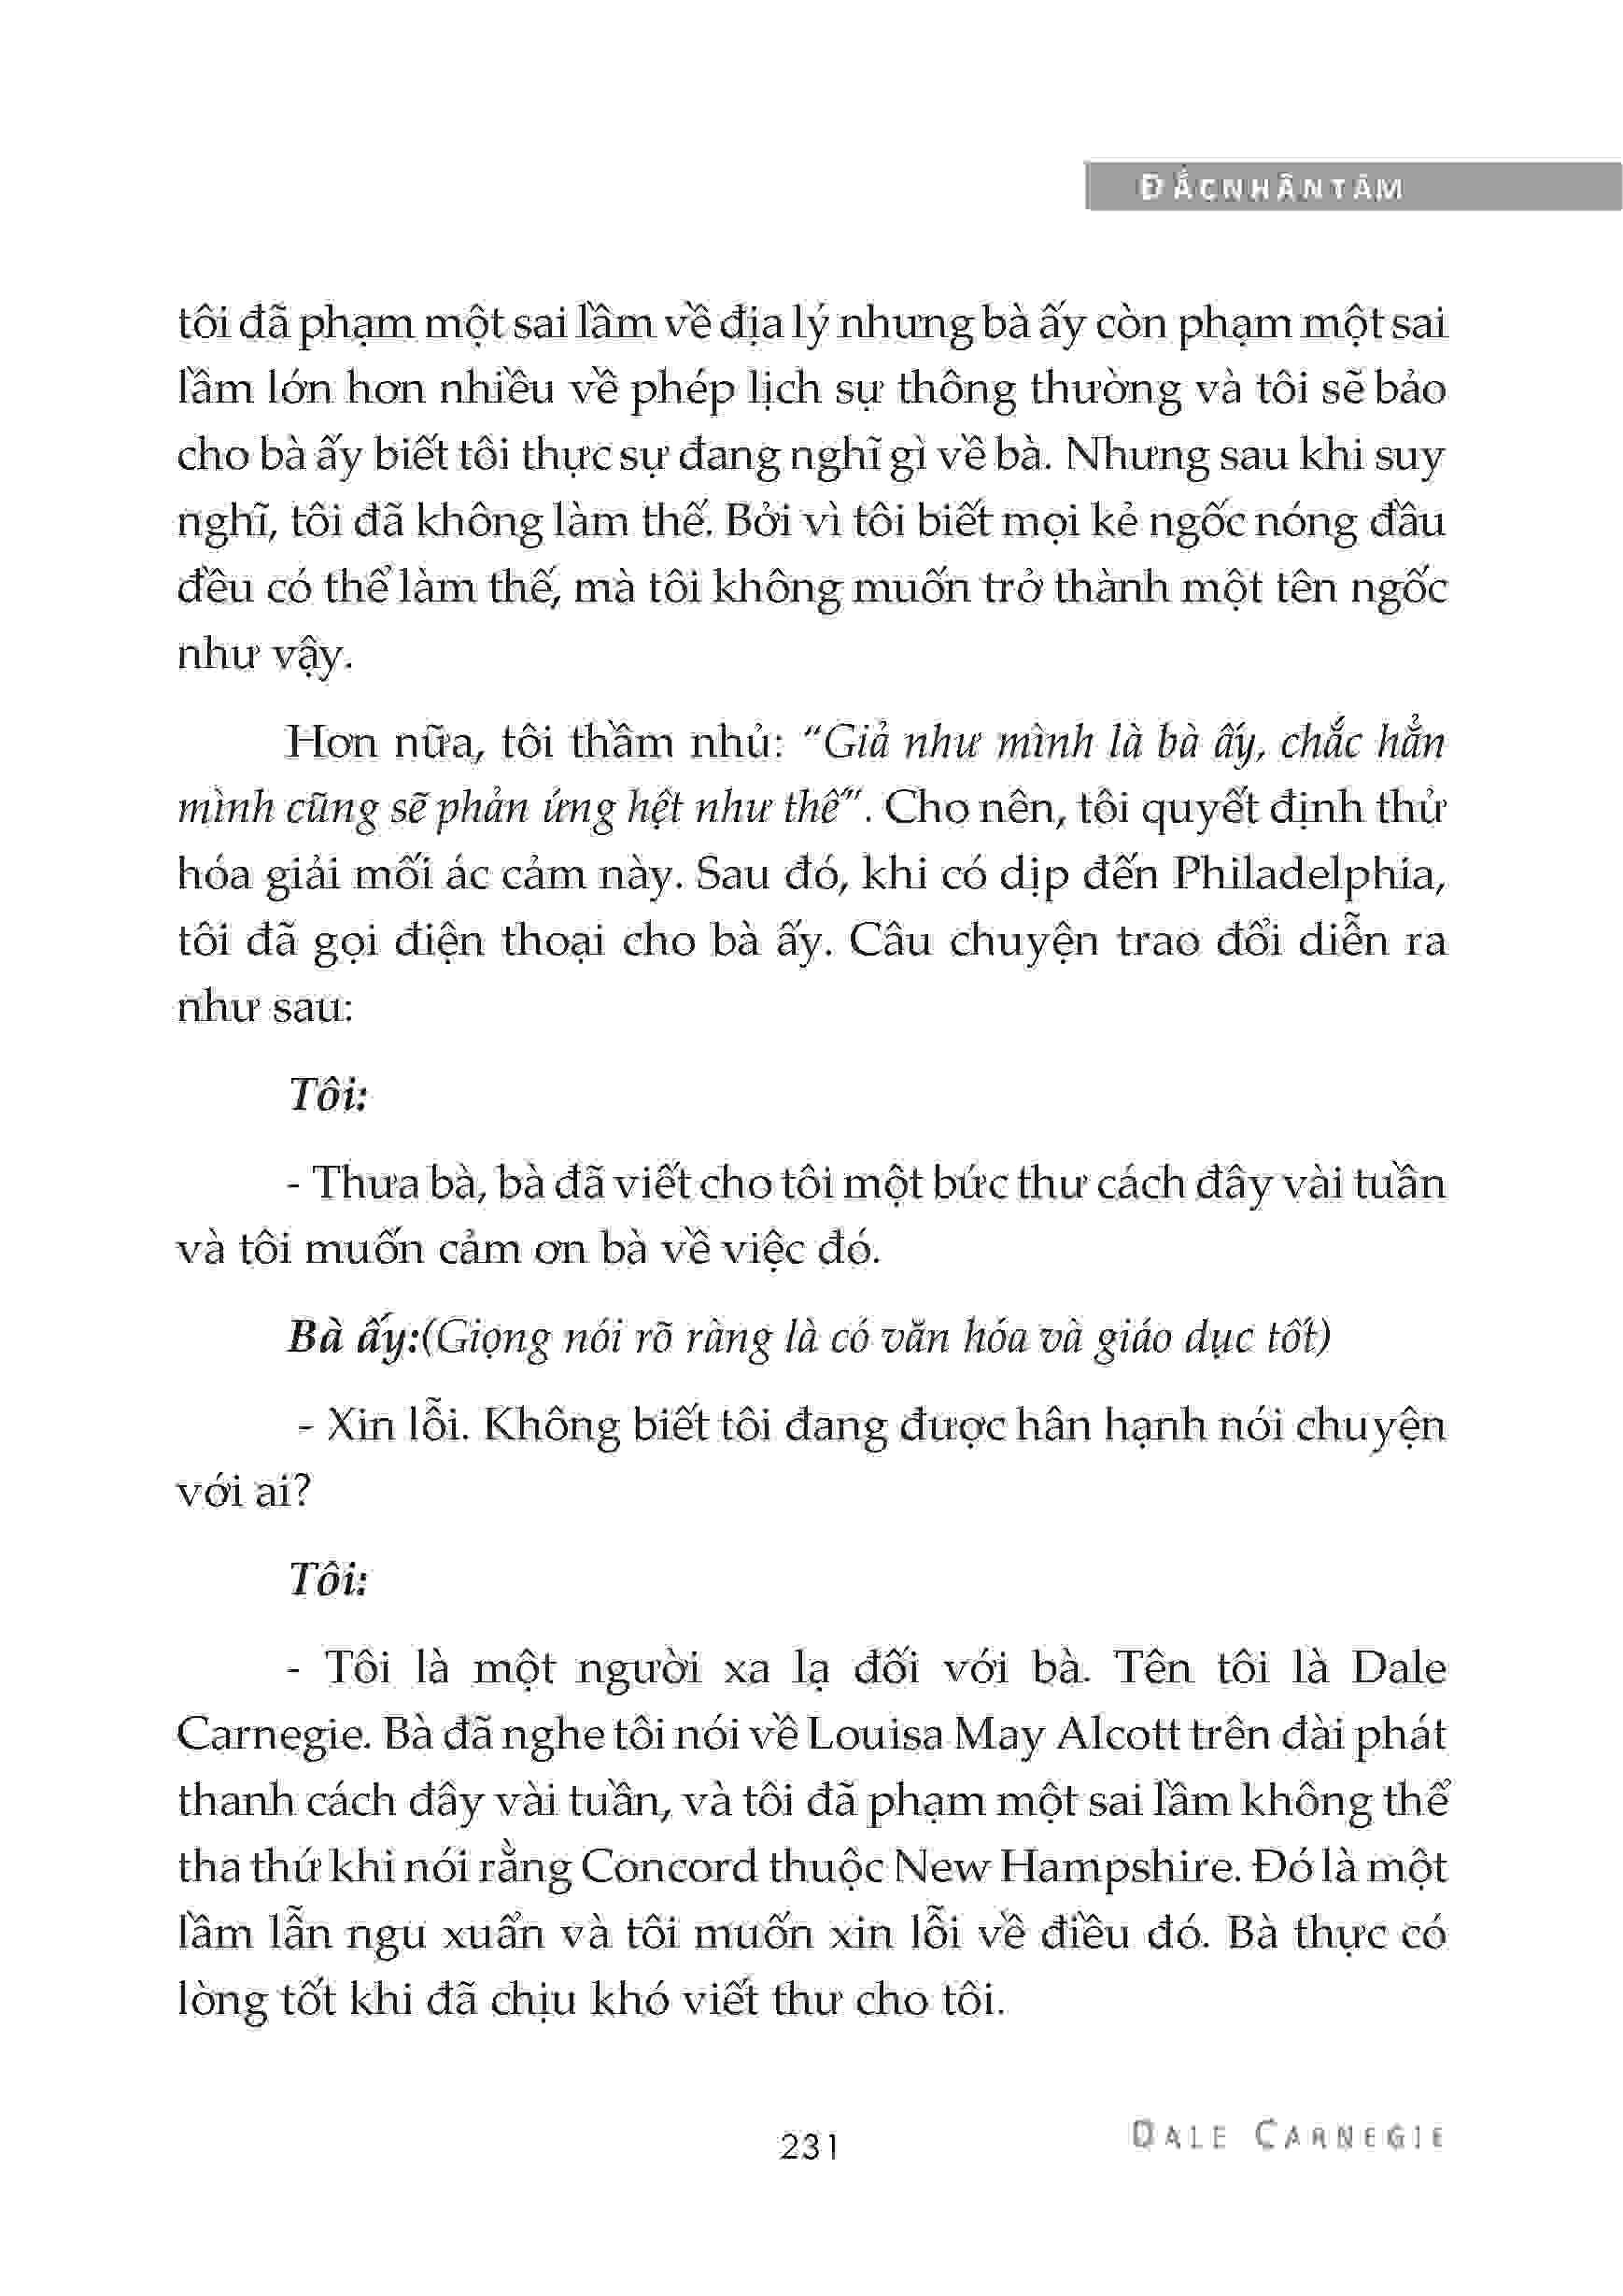 ĐẮCNHÂNTÂM
tôi đã phạm một sai lầm về địa lý nhưng bà ấy còn phạm một sai
lầm lớn hơn nhiều về phép lịch sự thông thường và tôi sẽ bảo
cho bà ấy biết tôi thực sự đang nghĩ gì về bà. Nhưng sau khi suy
nghĩ, tôi đã không làm thế. Bởi vì tôi biết mọi kẻ ngốc nóng đầu
đều có thể làm thế, mà tôi không muốn trở thành một tên ngốc
như vậy.
Hơn nữa, tôi thầm nhủ: “Giả như mình là bà ấy, chắc hẳn
mình cũng sẽ phản ứng hệt như thế”. Cho nên, tôi quyết định thử
hóa giải mối ác cảm này. Sau đó, khi có dịp đến Philadelphia,
tôi đã gọi điện thoại cho bà ấy. Câu chuyện trao đổi diễn ra
như sau:
Tôi:
- Thưa bà, bà đã viết cho tôi một bức thư cách đây vài tuần
và tôi muốn cảm ơn bà về việc đó.
Bà ấy:(Giọng nói rõ ràng là có văn hóa và giáo dục tốt)
- Xin lỗi. Không biết tôi đang được hân hạnh nói chuyện
với ai?
Tôi:
- Tôi là một người xa lạ đối với bà. Tên tôi là Dale
Carnegie. Bà đã nghe tôi nói về Louisa May Alcott trên đài phát
thanh cách đây vài tuần, và tôi đã phạm một sai lầm không thể
tha thứ khi nói rằng Concord thuộc New Hampshire. Đó là một
lầm lẫn ngu xuẩn và tôi muốn xin lỗi về điều đó. Bà thực có
lòng tốt khi đã chịu khó viết thư cho tôi.
231
DALE CARNEGIE